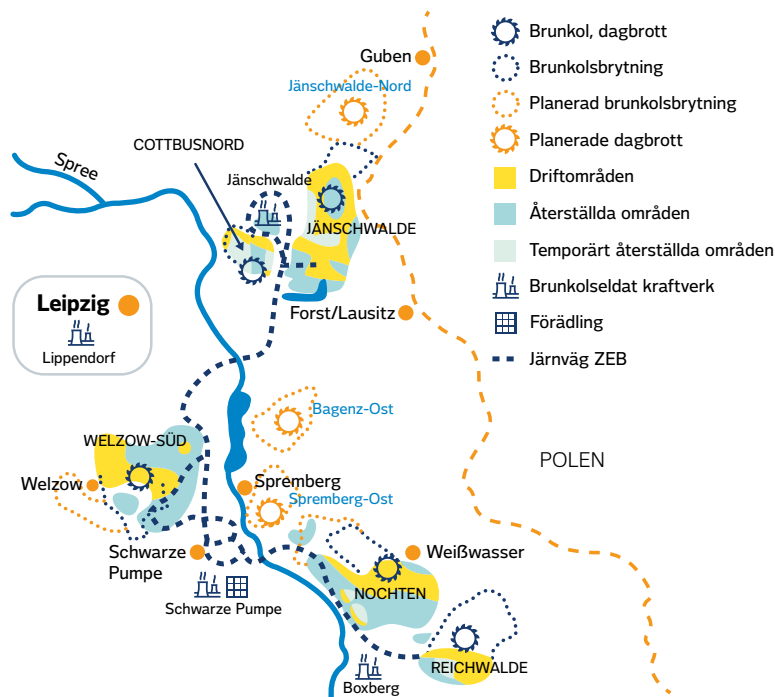 Guben
Jänschwalde-Nord
COTTBUSNORD
Spree
Jänschwalde
JÄNSCHWALDE
Forst/Lausitz
Leipzig
Lippendorf
Bagenz-Ost
WELZOW-SÜD
Welzow
Spremberg
Spremberg-Ost
POLEN
Schwarze
Pumpe
Schwarze Pumpe
Weißwasser
NOCHTEN
REICHWALDE
Boxberg
Brunkol, dagbrott
Brunkolsbrytning
Planerad brunkolsbrytning
Planerade dagbrott
Driftområden
Återställda områden
Temporärt återställda områden
Brunkolseldat kraftverk
Förädling
Järnväg ZEB